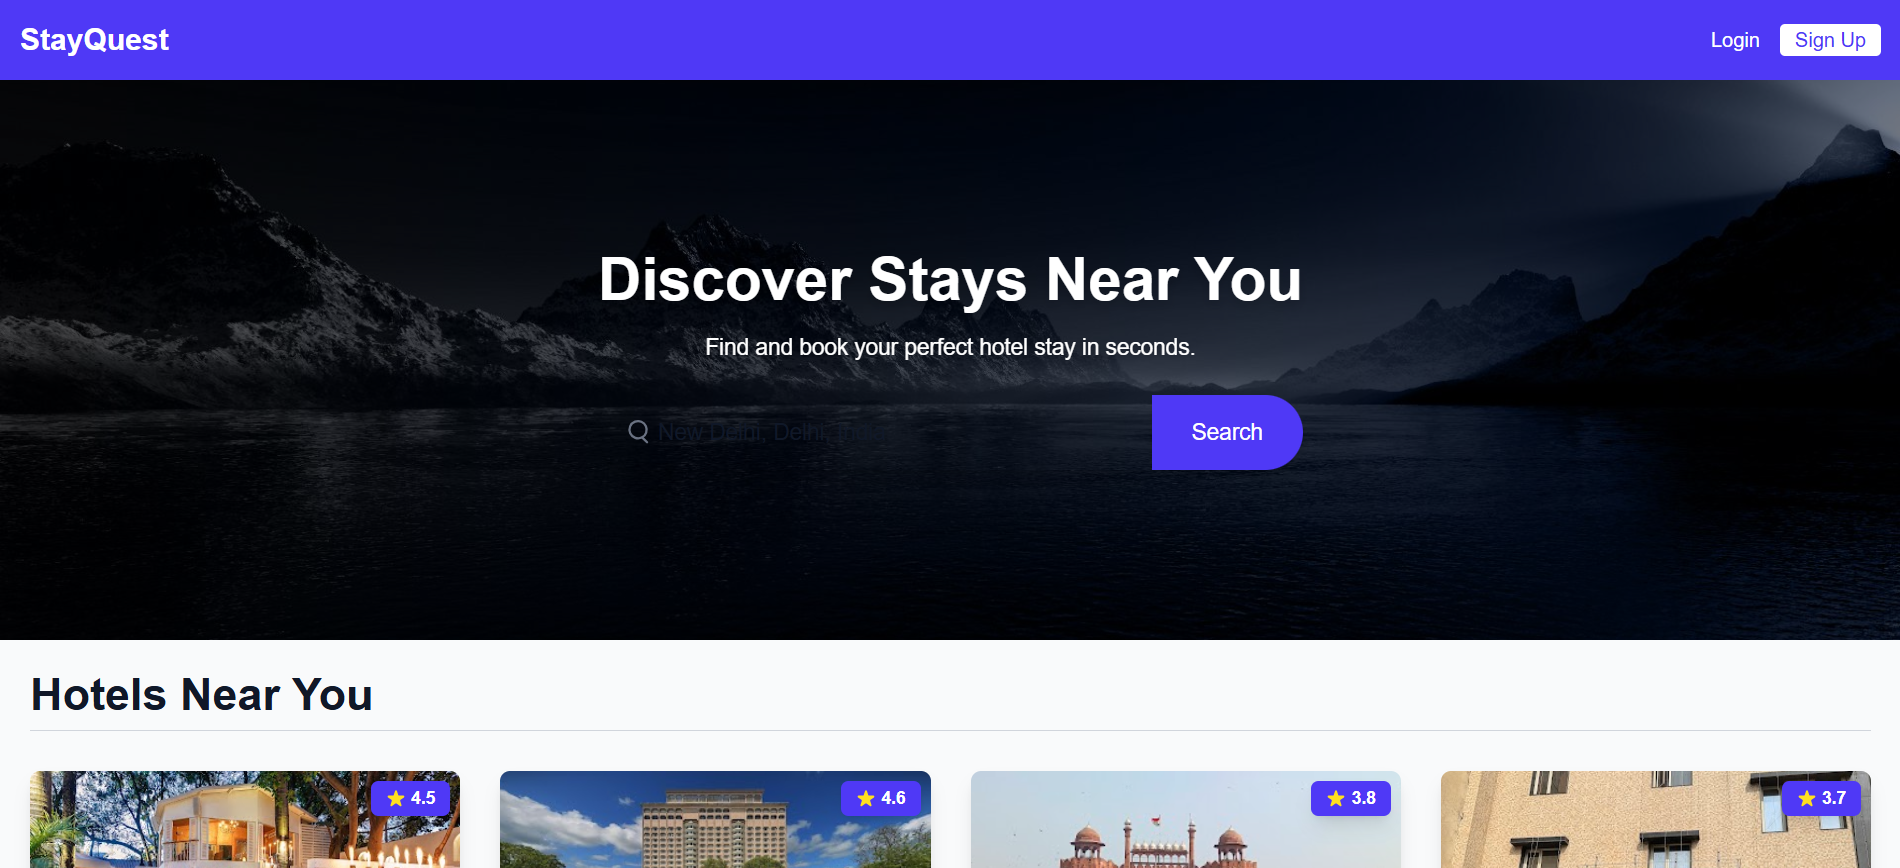 StayQuest
Login
Sign Up
Discover Stays Near You
Find and book your perfect hotel stay in seconds.
New Delhi, Delhi,
Search
Hotels Near You
4.5
4.6
3.8
3.7